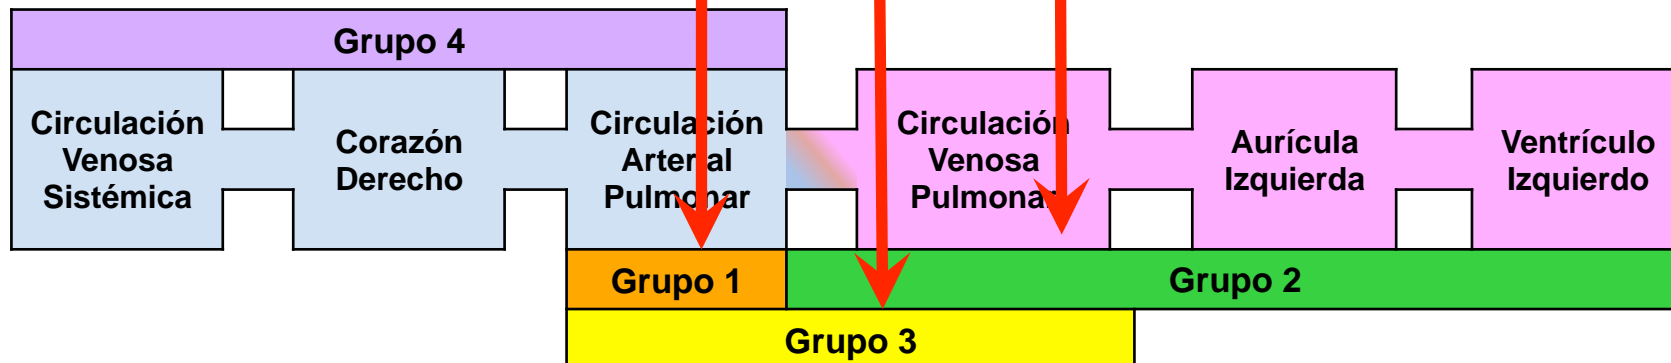 Grupo 4
Circulación
Venosa
Sistémica
Corazón
Derecho
Circulación
Arterial
Pulmonar
Circulación
Venosa
Pulmonar
Aurícula
Izquierda
Ventrículo
Izquierdo
Grupo 1
Grupo 2
Grupo 3